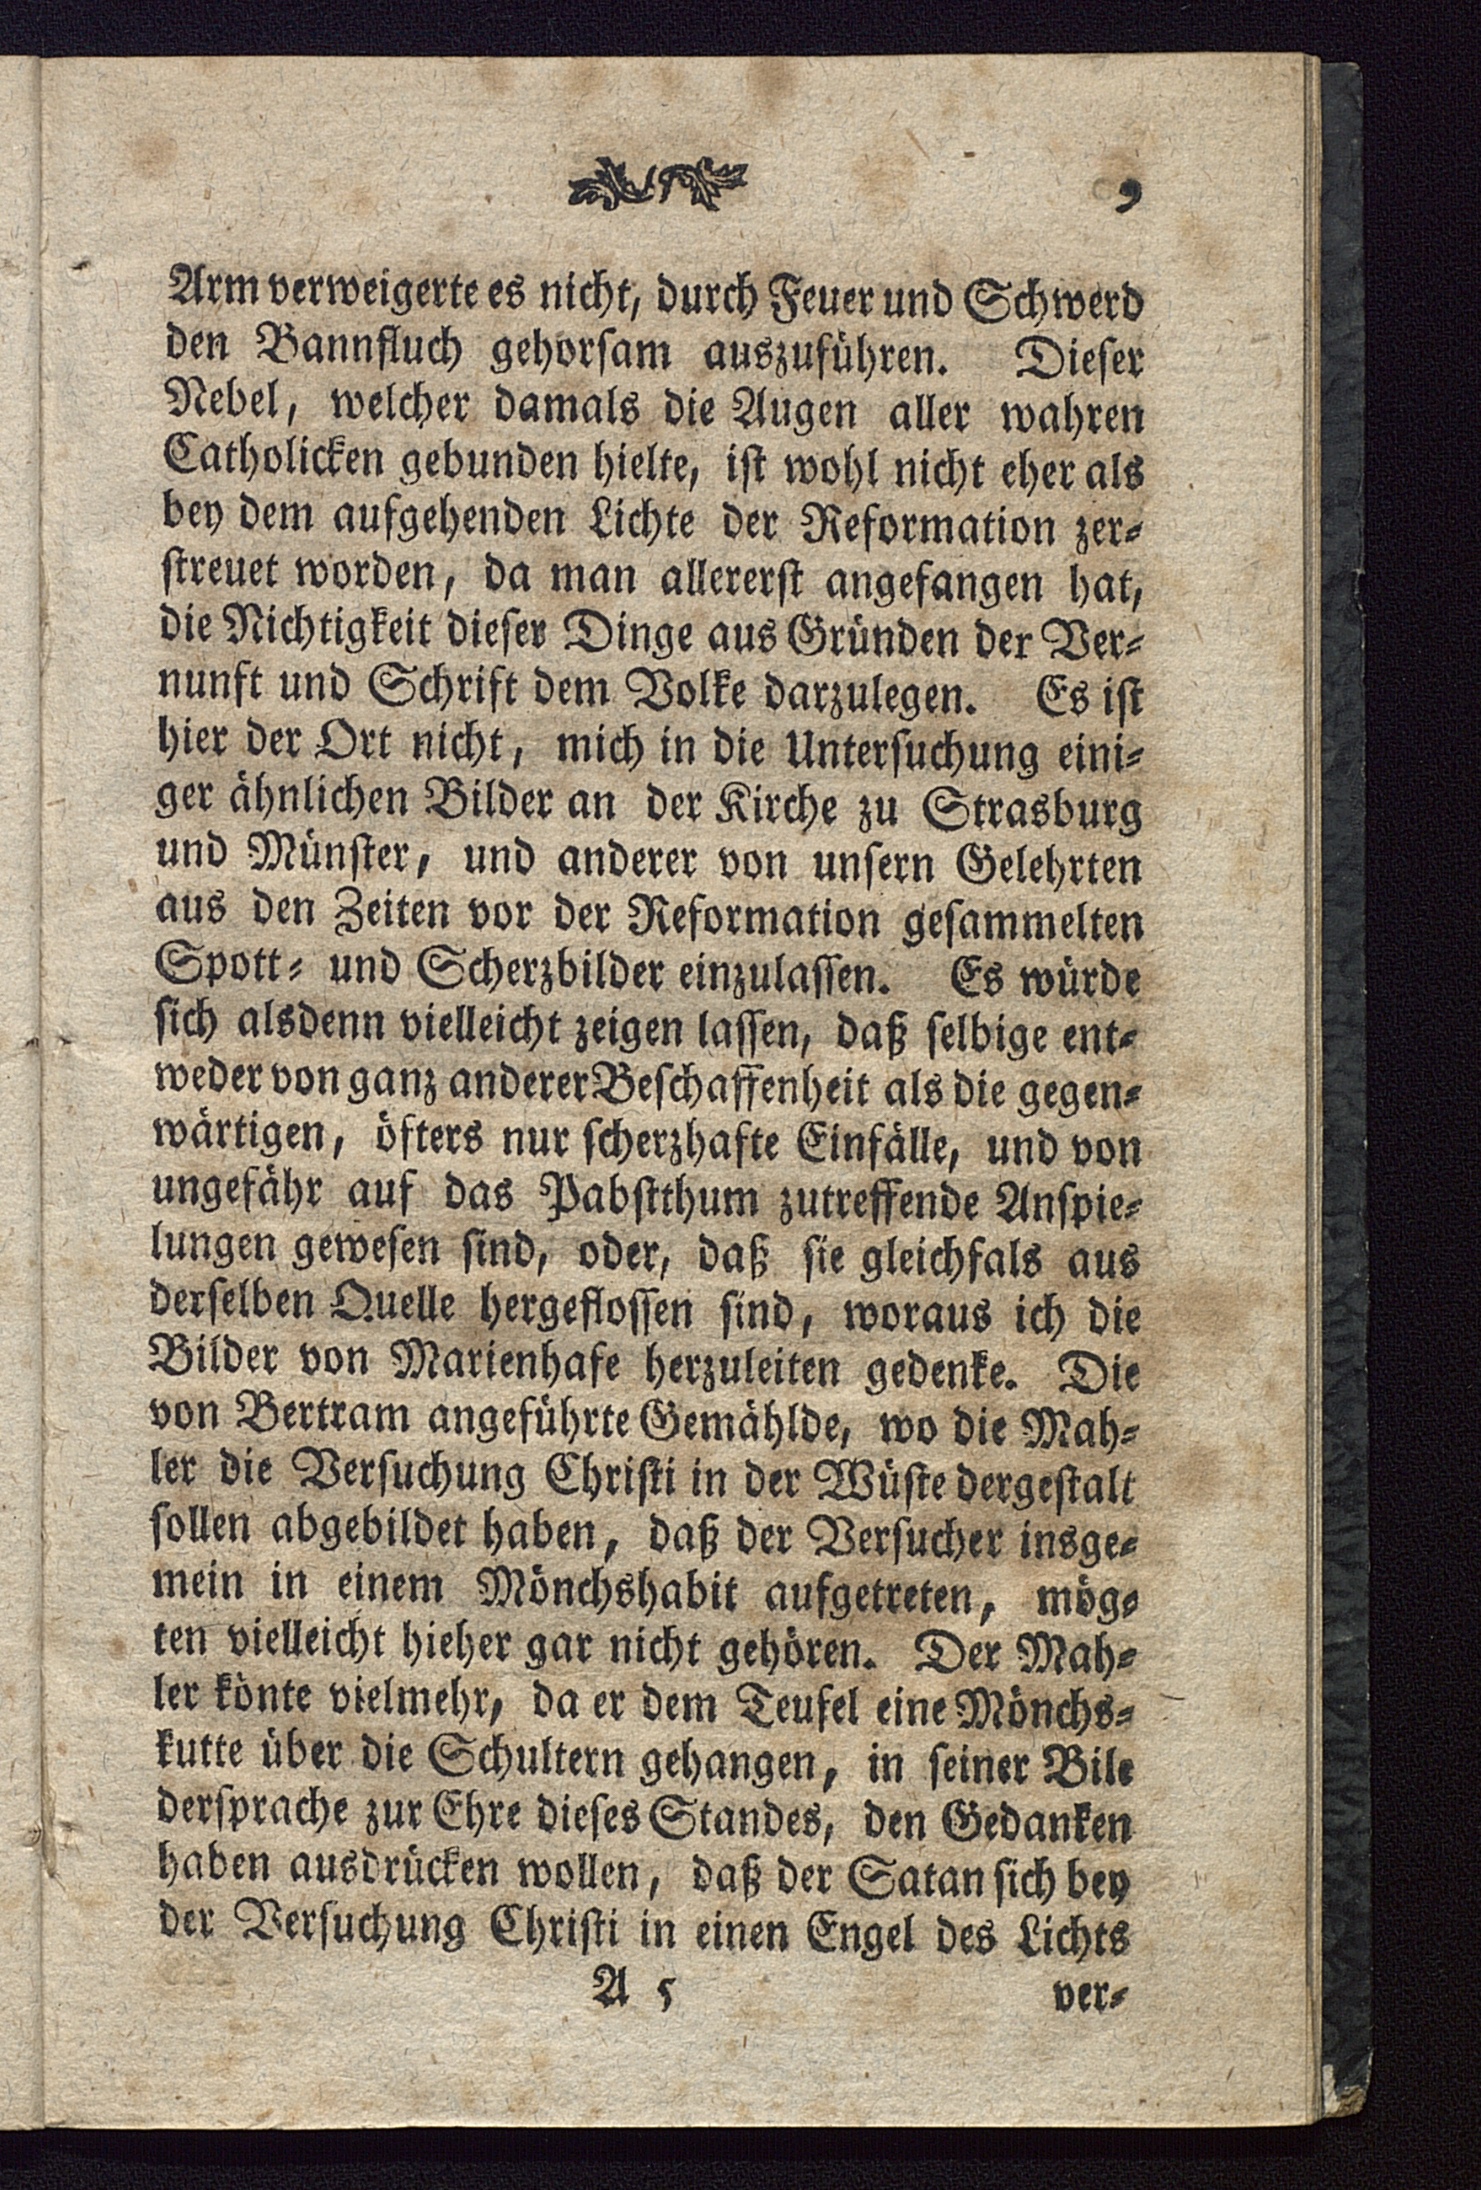 9
Arm verweigerte es nicht, durch Feuer und Schwerd
den Bannfluch gehorsam auszuführen. Dieser
Nebel, welcher damals die Augen aller wahren
Catholicken gebunden hielte, ist wohl nicht eher als
bey dem aufgehenden Lichte der Reformation zer-
streuet worden, da man allererst angefangen hat,
die Nichtigkeit dieser Dinge aus Gründen der Ver-
nunft und Schrift dem Volke darzulegen. Es ist
hier der Ort nicht, mich in die Untersuchung eini-
ger ähnlichen Bilder an der Kirche zu Strasburg
und Münster, und anderer von unsern Gelehrten
aus den Zeiten vor der Reformation gesammelten
Spott- und Scherzbilder einzulassen. Es würde
sich alsdenn vielleicht zeigen lassen, daß selbige ent-
weder von ganz anderer Beschaffenheit als die gegen-
wärtigen, öfters nur scherzhafte Einfälle, und von
ungefähr auf das Pabstthum zutreffende Anspie-
lungen gewesen sind, oder, daß sie gleichfals aus
derselben Quelle hergeflossen sind, woraus ich die
Bilder von Marienhafe herzuleiten gedenke. Die
von Bertram angeführte Gemählde, wo die Mah-
ler die Versuchung Christi in der Wüste dergestalt
sollen abgebildet haben, daß der Versucher insge-
mein in einem Mönchshabit aufgetreten, mög-
ten vielleicht hieher gar nicht gehören. Der Mah-
ler könte vielmehr, da er dem Teufel eine Mönchs-
kutte über die Schultern gehangen, in seiner Bil-
dersprache zur Ehre dieses Standes, den Gedanken
haben ausdrücken wollen, daß der Satan sich bey
der Versuchung Christi in einen Engel des Lichts
A 5 ver-